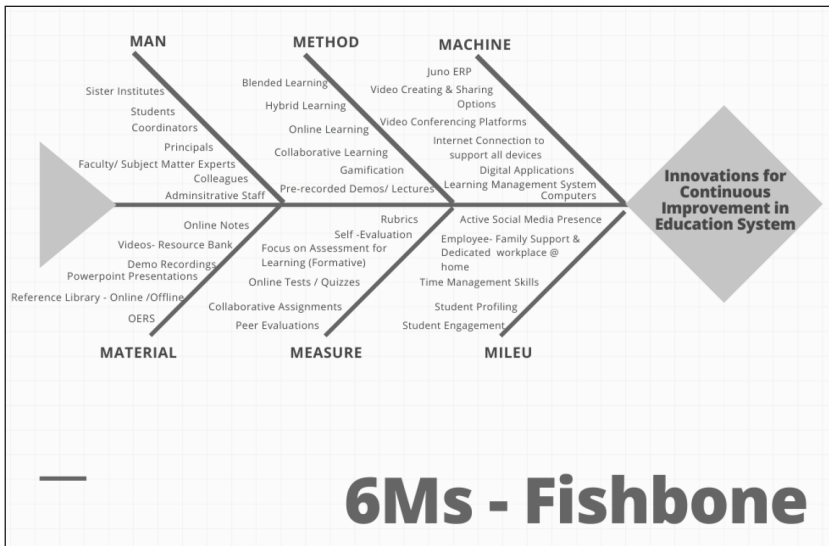 MAN
Sister Institutes
Students
Coordinators
Principals
Faculty/ Subject Matter Experts
Colleagues
Adminsitrative Staff
METHOD
Blended Learning
Hybrid Learning
Online Learning
Collaborative Learning
Gamification
Pre-recorded Demos/ Lectures
MACHINE
Juno ERP
Video Creating & Sharing
Options
Video Conferencing Platforms
Internet Connection to
support all devices
Digital Applications
Learning Management System
Computers
Innovations for
Continuous
Improvement in
Education System
Online Notes
Videos- Resource Bank
Demo Recordings
Powerpoint Presentations
Reference Library - Online /Offline
OERS
MATERIAL
Rubrics
Self -Evaluation
Focus on Assessment for
Learning (Formative)
Online Tests / Quizzes
Collaborative Assignments
Peer Evaluations
MEASURE
Active Social Media Presence
Employee- Family Support &
Dedicated workplace @
home
Time Management Skills
Student Profiling
Student Engagement
MILEU
6Ms - Fishbone